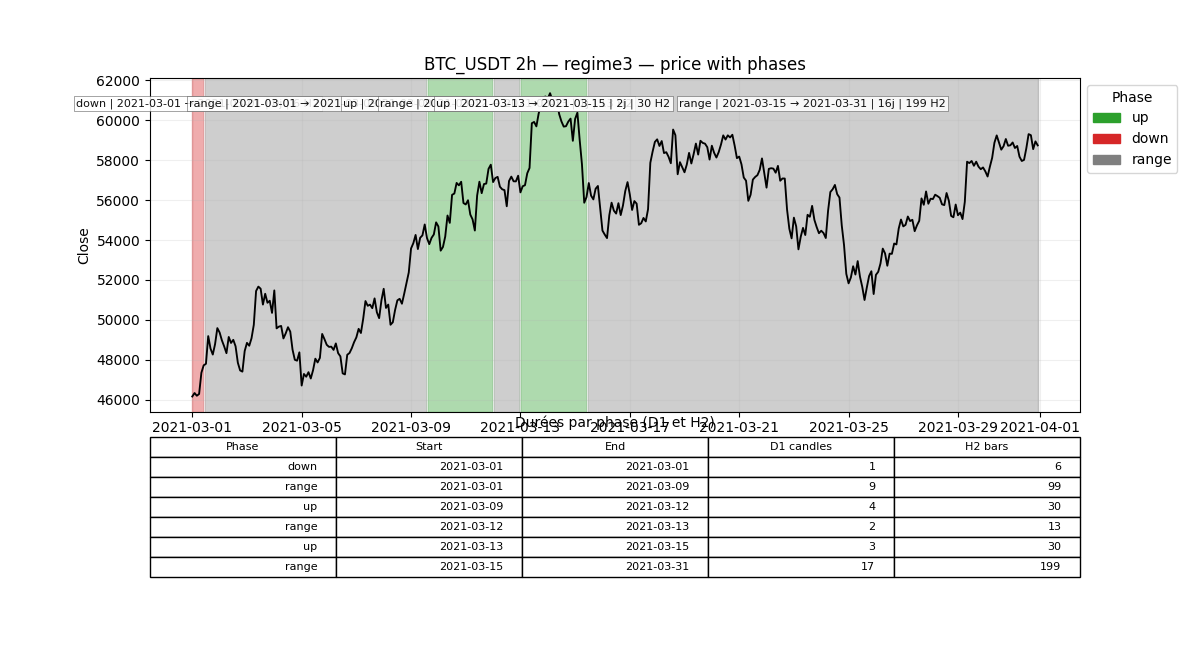 BTC_USDT 2h — regime3 — price with phases
62000
60000
58000
56000
54000
52000
50000
48000
46000
Close
down | 2021-03-01 -
range | 2021-03-01 → 2021
up | 20
range | 20
up | 2021-03-13 → 2021-03-15 | 2j | 30 H2
range | 2021-03-15 → 2021-03-31 | 16j | 199 H2
Phase
up
down
range
2021-03-01 2021-03-05 2021-03-09 2021-03-13 2021-03-17 2021-03-21 2021-03-25 2021-03-29 2021-04-01
Durées par phase (D1 et H2)
Phase Start End D1 candles H2 bars
down 2021-03-01 2021-03-01 1 6
range 2021-03-01 2021-03-09 9 99
up 2021-03-09 2021-03-12 4 30
range 2021-03-12 2021-03-13 2 13
up 2021-03-13 2021-03-15 3 30
range 2021-03-15 2021-03-31 17 199